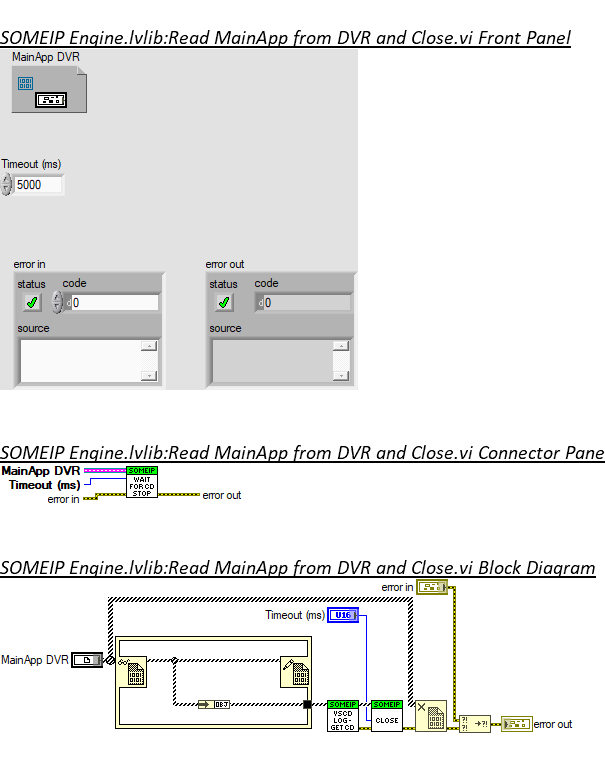 SOMEIP Engine.lvlib:Read MainApp from DVR and Close.vi Front Panel
MainApp DVR
Timeout (ms)
5000
error in
error out
status code
status code
d 0
d 0
source
source
SOMEIP Engine.lvlib:Read MainApp from DVR and Close.vi Connector Pane
MainApp DVR
Timeout (ms)
error in
SOMEIP
WAIT
FOR CD
STOP
error out
SOMEIP Engine.lvlib:Read MainApp from DVR and Close.vi Block Diagram
error in
Timeout (ms)
U16
MainApp DVR
OBJ
SOMEIP
VSCD
LOG-
GET CD
SOMEIP
CLOSE
?!
?!
→?!
error out